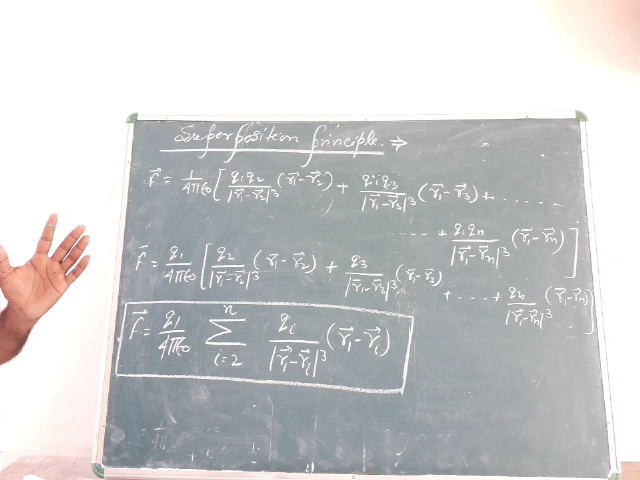 Superposition principle. →
F⃗ = 1/4πε₀ [ q₁q₂/|r⃗₁-r⃗₂|³ (r⃗₁-r⃗₂) + q₁q₃/|r⃗₁-r⃗₃|³ (r⃗₁-r⃗₃) + ......
.... + q₁qₙ/|r⃗₁-r⃗ₙ|³ (r⃗₁-r⃗ₙ) ]
F⃗ = q₁/4πε₀ [ q₂/|r⃗₁-r⃗₂|³ (r⃗₁-r⃗₂) + q₃/|r⃗₁-r⃗₃|³ (r⃗₁-r⃗₃)
+ .... + qₙ/|r⃗₁-r⃗ₙ|³ (r⃗₁-r⃗ₙ) ]
F⃗ = q₁/4πε₀ Σⁿᵢ₌₂ qᵢ/|r⃗₁-r⃗ᵢ|³ (r⃗₁-r⃗ᵢ)